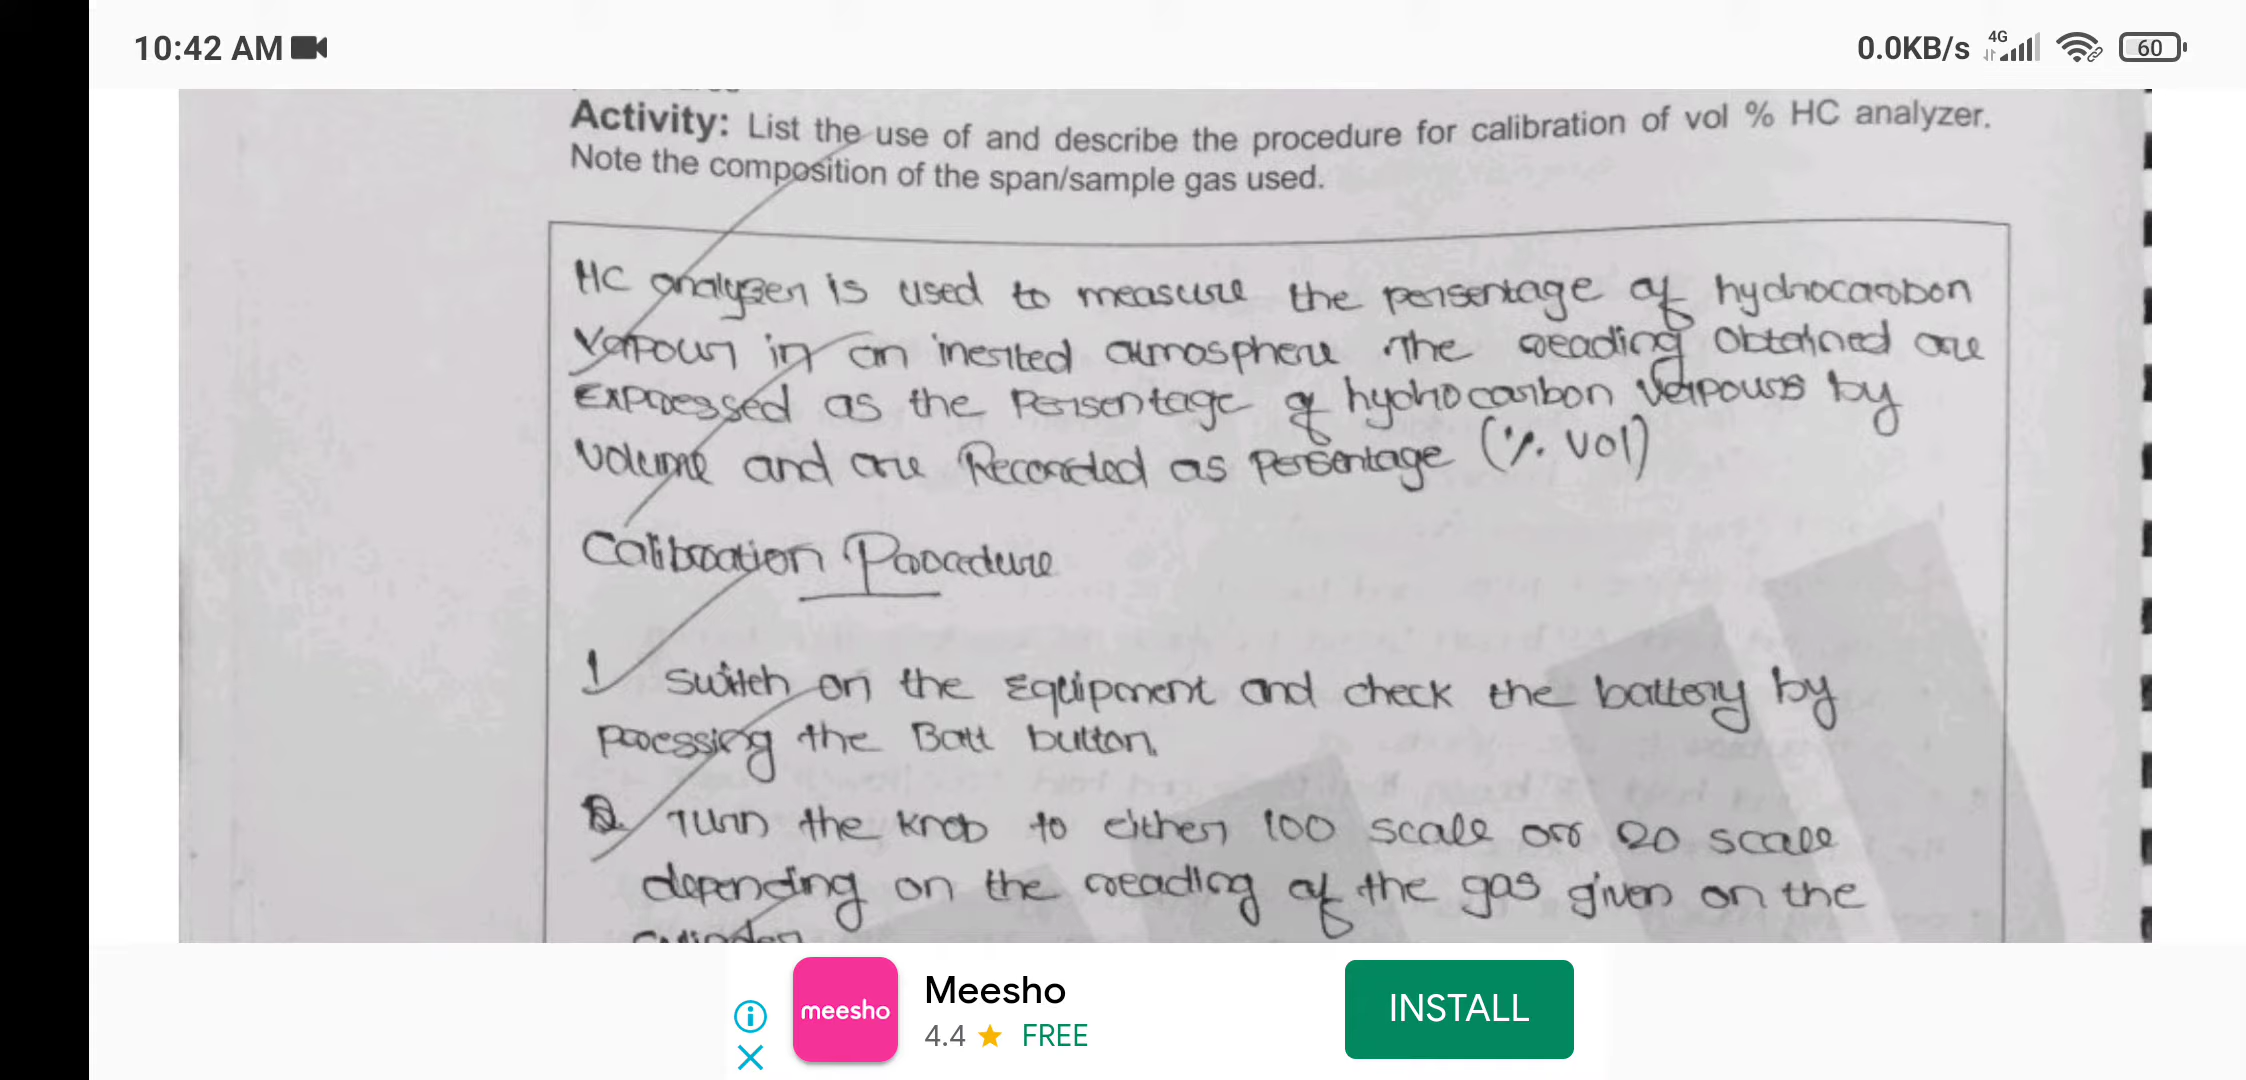 10:42 AM
0.0KB/s 4G 60
Activity: List the use of and describe the procedure for calibration of vol % HC analyzer.
Note the composition of the span/sample gas used.
HC analyzer is used to measure the persentage of hydrocarbon
Vapour in an inerted atmosphere The reading Obtained are
Expressed as the Persentage of hydrocarbon Vapours by
Volume and are Recorded as Persentage (% Vol)
Calibration Procedure
1 Switch on the Equipment and check the battery by
pressing the Batt button.
2 Turn the knob to either 100 scale or 20 scale
depending on the reading of the gas given on the
Cylinder
meesho
Meesho
4.4 ★ FREE
INSTALL